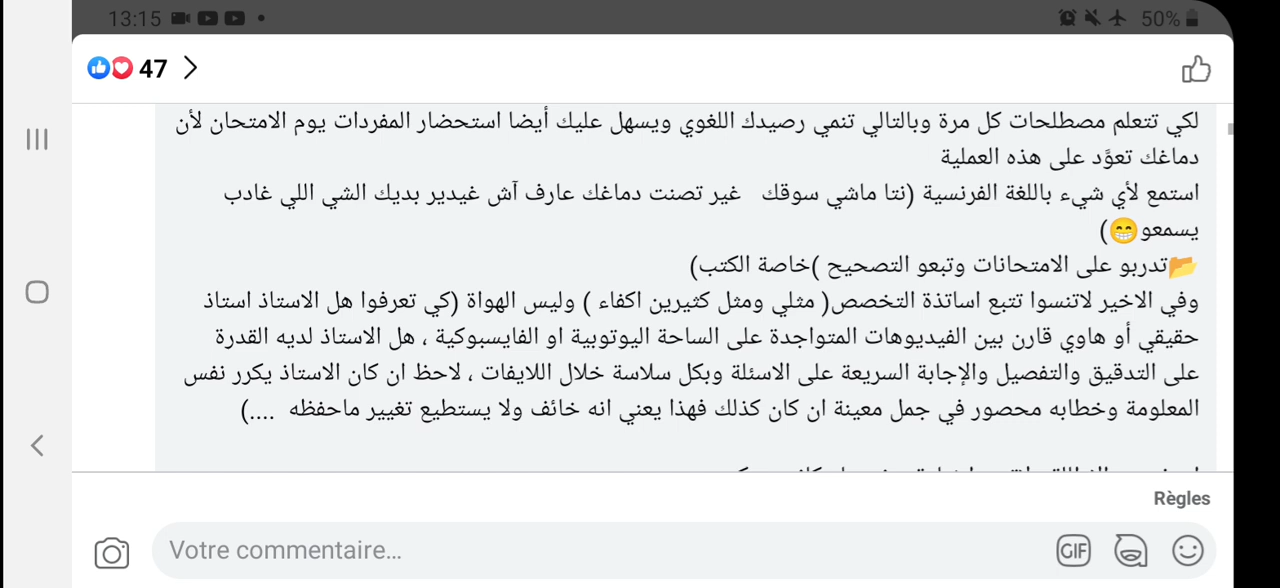 13:15
50%
47
لكي تتعلم مصطلحات كل مرة وبالتالي تنمي رصيدك اللغوي ويسهل عليك أيضا استحضار المفردات يوم الامتحان لأن
دماغك تعوَّد على هذه العملية
استمع لأي شيء باللغة الفرنسية (نتا ماشي سوقك غير تصنت دماغك عارف آش غيدير بديك الشي اللي غادب
يسمعو😁)
📂تدربو على الامتحانات وتبعو التصحيح )خاصة الكتب)
وفي الاخير لاتنسوا تتبع اساتذة التخصص( مثلي ومثل كثيرين اكفاء ) وليس الهواة (كي تعرفوا هل الاستاذ استاذ
حقيقي أو هاوي قارن بين الفيديوهات المتواجدة على الساحة اليوتوبية او الفايسبوكية ، هل الاستاذ لديه القدرة
على التدقيق والتفصيل والإجابة السريعة على الاسئلة وبكل سلاسة خلال اللايفات ، لاحظ ان كان الاستاذ يكرر نفس
المعلومة وخطابه محصور في جمل معينة ان كان كذلك فهذا يعني انه خائف ولا يستطيع تغيير ماحفظه ....)
Règles
Votre commentaire...
GIF